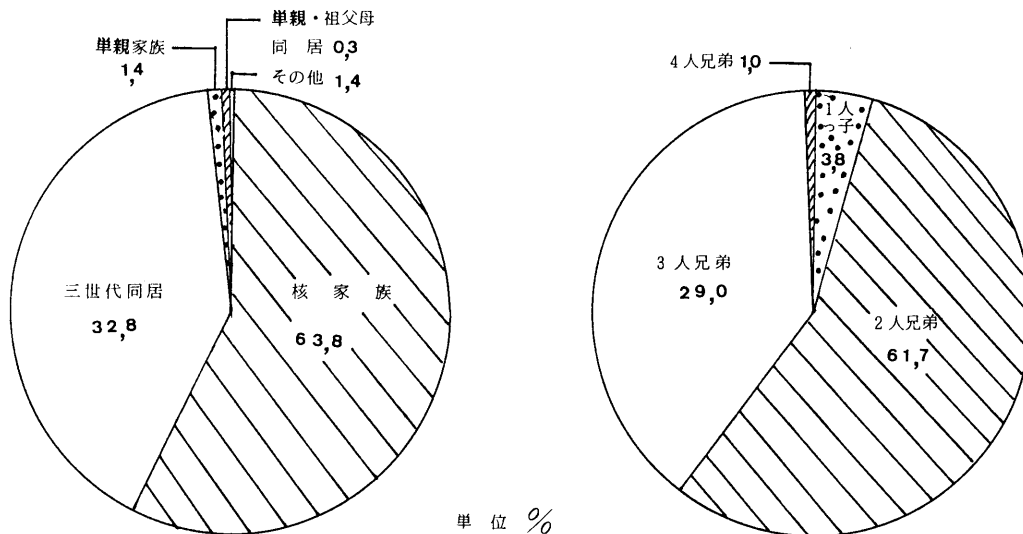 単親・祖父母
同居 0,3
その他 1,4
単親家族
1,4
三世代同居
32,8
核家族
63,8
4人兄弟 1,0
1人
っ子
3,8
3人兄弟
29,0
2人兄弟
61,7
単位 %